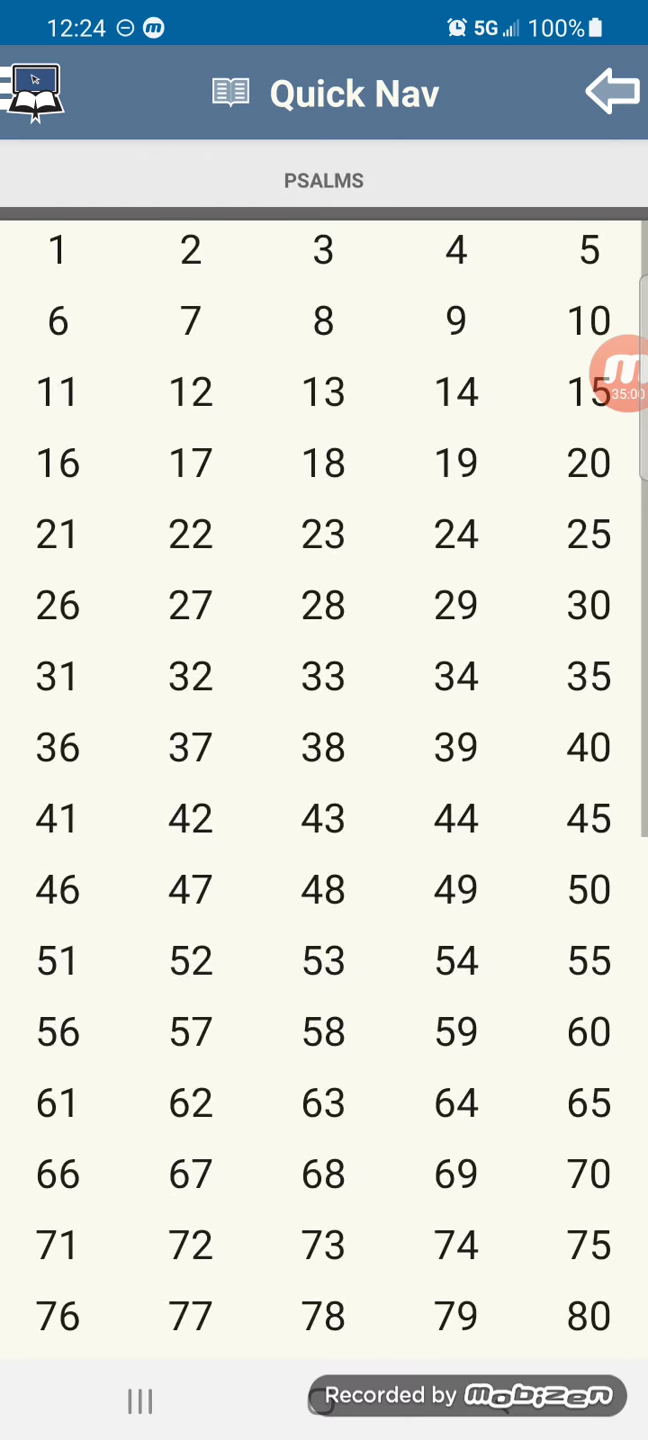 12:24 5G 100%
Quick Nav
PSALMS
1 2 3 4 5
6 7 8 9 10
11 12 13 14 15
35:00
16 17 18 19 20
21 22 23 24 25
26 27 28 29 30
31 32 33 34 35
36 37 38 39 40
41 42 43 44 45
46 47 48 49 50
51 52 53 54 55
56 57 58 59 60
61 62 63 64 65
66 67 68 69 70
71 72 73 74 75
76 77 78 79 80
Recorded by mobizen